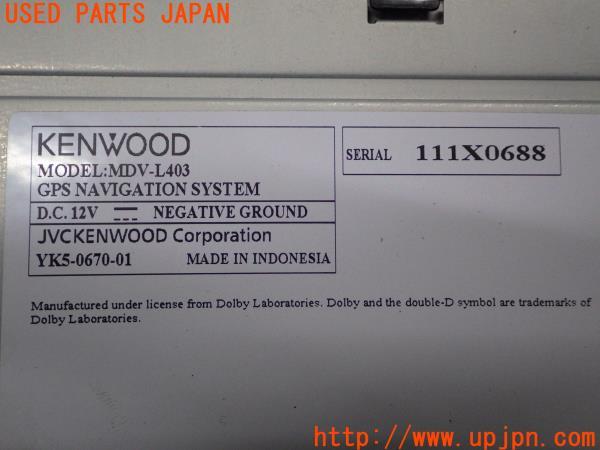 USED PARTS JAPAN
KENWOOD
MODEL:MDV-L403
GPS NAVIGATION SYSTEM
D.C. 12V NEGATIVE GROUND
JVCKENWOOD Corporation
YK5-0670-01 MADE IN INDONESIA
SERIAL 111X0688
Manufactured under license from Dolby Laboratories. Dolby and the double-D symbol are trademarks of
Dolby Laboratories.
http://www.upjpn.com/